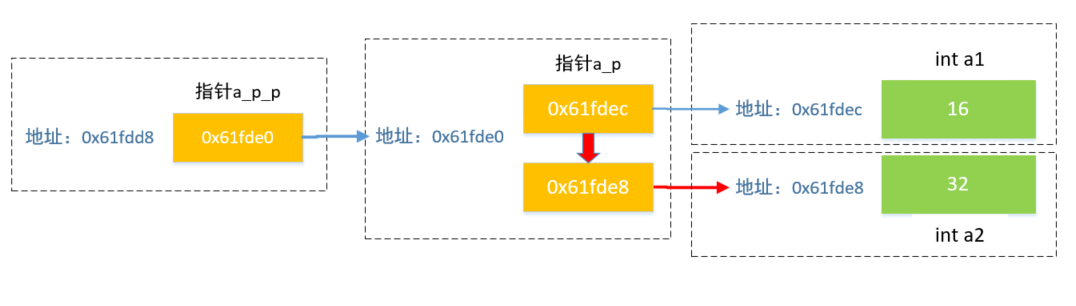 指针a_p_p
地址：0x61fdd8
0x61fde0
指针a_p
地址：0x61fde0
0x61fdec
0x61fde8
int a1
地址：0x61fdec
16
地址：0x61fde8
32
int a2